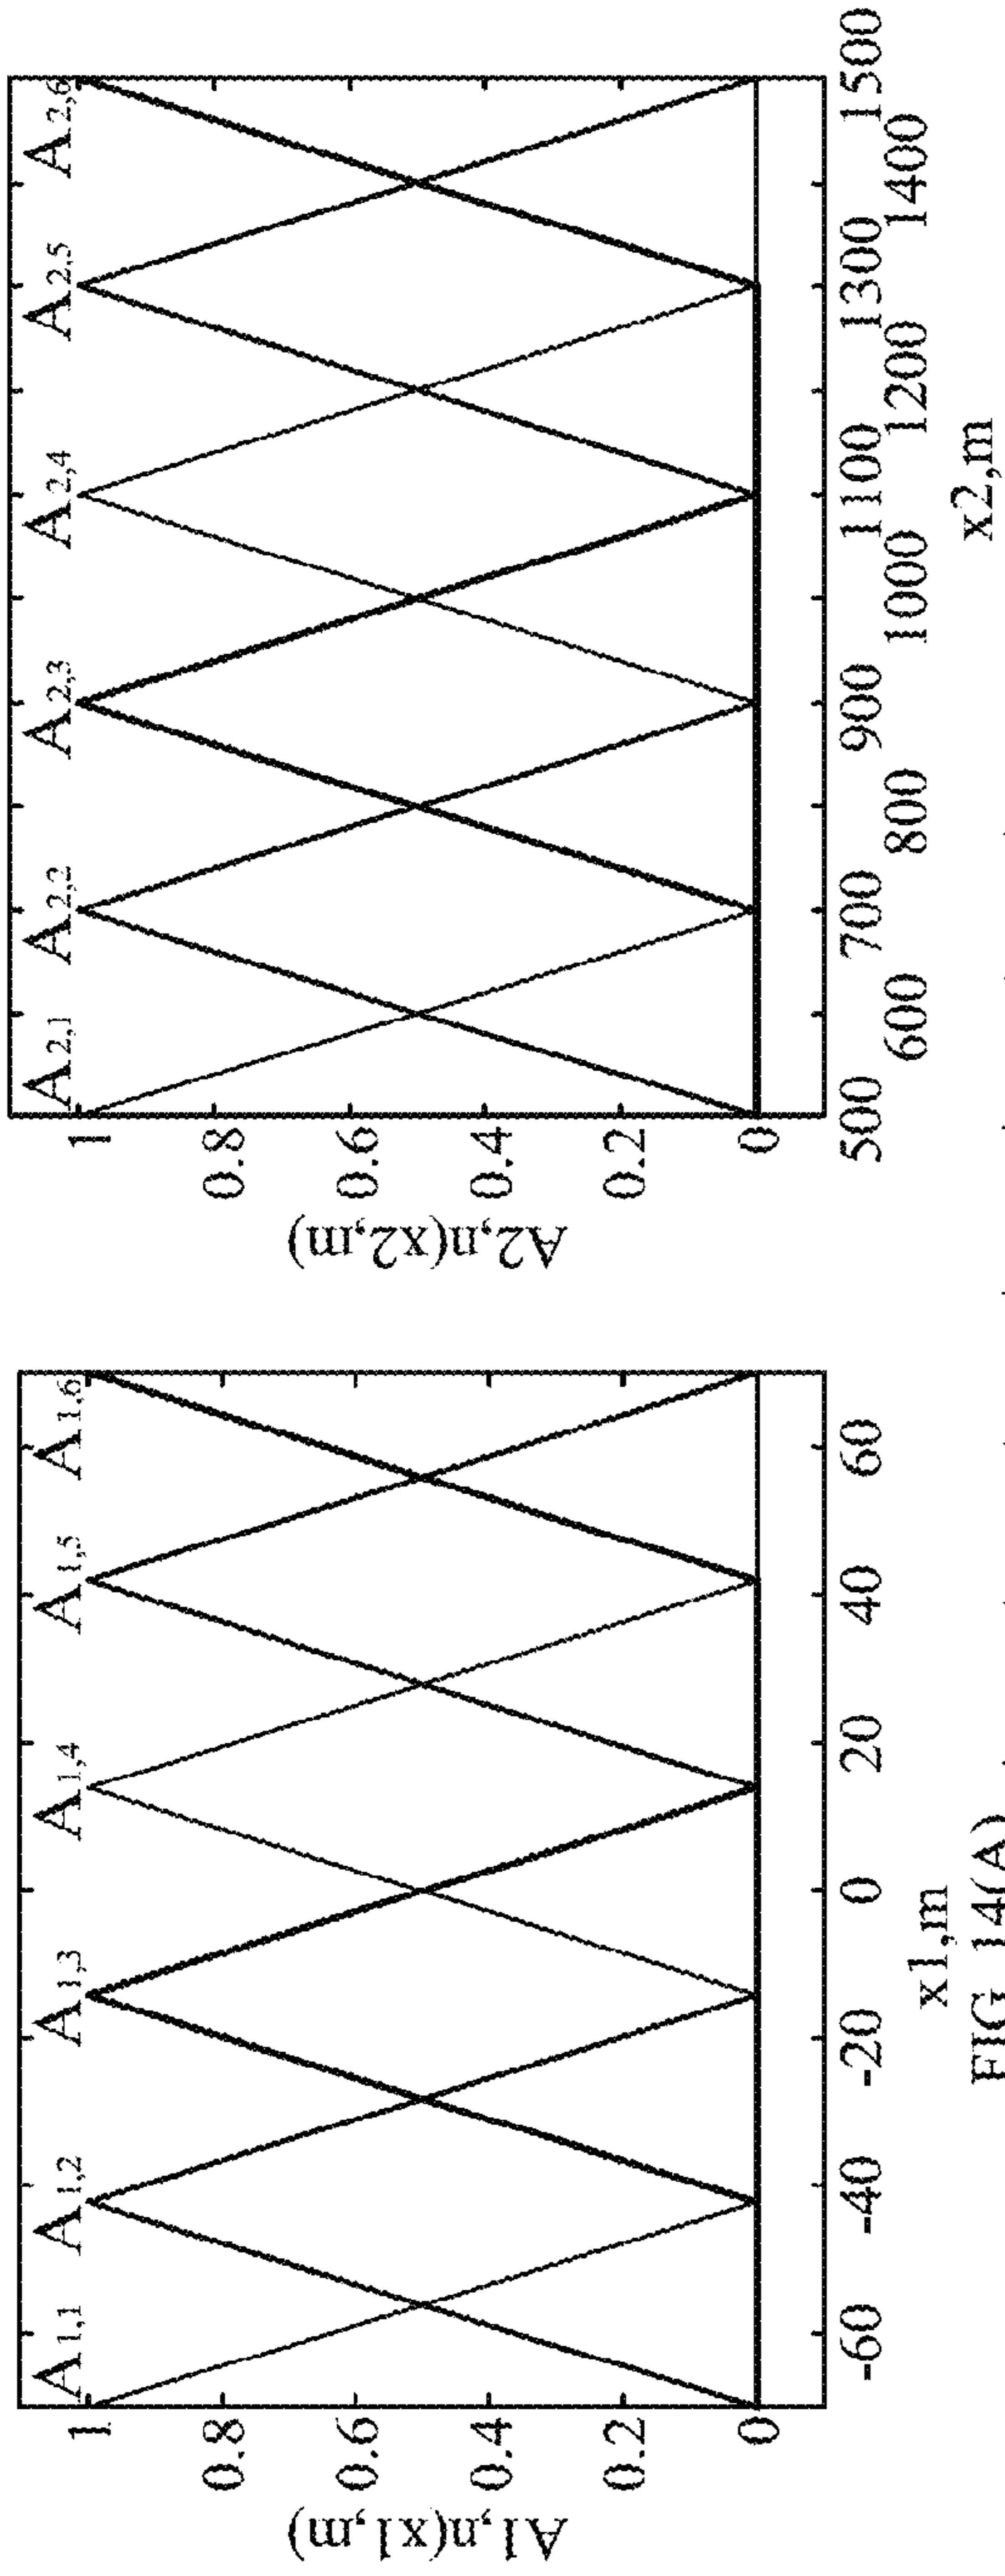 A1,1 A1,2 A1,3 A1,4 A1,5 A1,6
1
0.8
0.6
0.4
0.2
0
A1,n(x1,m)
-60 -40 -20 0 20 40 60
x1,m
FIG. 14(A)
A2,1 A2,2 A2,3 A2,4 A2,5 A2,6
1
0.8
0.6
0.4
0.2
0
A2,n(x2,m)
500 700 900 1100 1300 1500
600 800 1000 1200 1400
x2,m